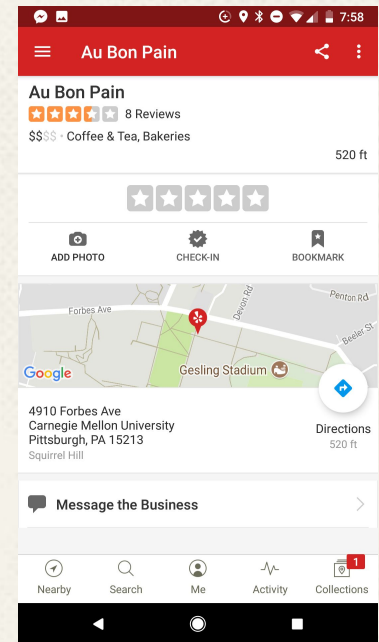 7:58
Au Bon Pain
Au Bon Pain
8 Reviews
$$$$ • Coffee & Tea, Bakeries
520 ft
ADD PHOTO
CHECK-IN
BOOKMARK
Forbes Ave
Devon Rd
Penton Rd
Beeler St
Google
Gesling Stadium
4910 Forbes Ave
Carnegie Mellon University
Pittsburgh, PA 15213
Squirrel Hill
Directions
520 ft
Message the Business
1
Nearby
Search
Me
Activity
Collections